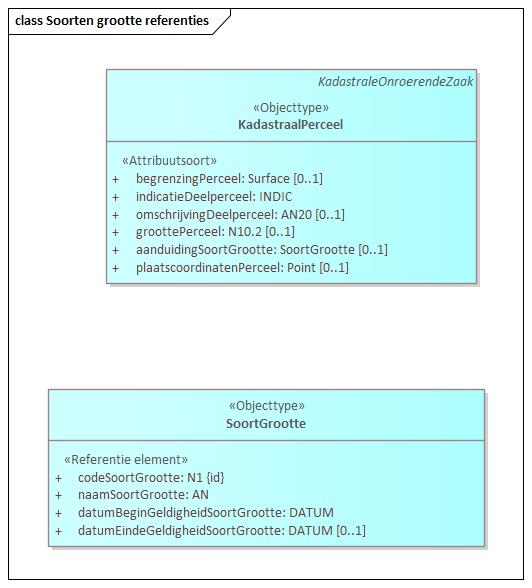 class Soorten grootte referenties
KadastraleOnroerendeZaak
«Objecttype»
KadastraalPerceel
«Attribuutsoort»
+ begrenzingPerceel: Surface [0..1]
+ indicatieDeelperceel: INDIC
+ omschrijvingDeelperceel: AN20 [0..1]
+ groottePerceel: N10.2 [0..1]
+ aanduidingSoortGrootte: SoortGrootte [0..1]
+ plaatscoordinatenPerceel: Point [0..1]
«Objecttype»
SoortGrootte
«Referentie element»
+ codeSoortGrootte: N1 {id}
+ naamSoortGrootte: AN
+ datumBeginGeldigheidSoortGrootte: DATUM
+ datumEindeGeldigheidSoortGrootte: DATUM [0..1]